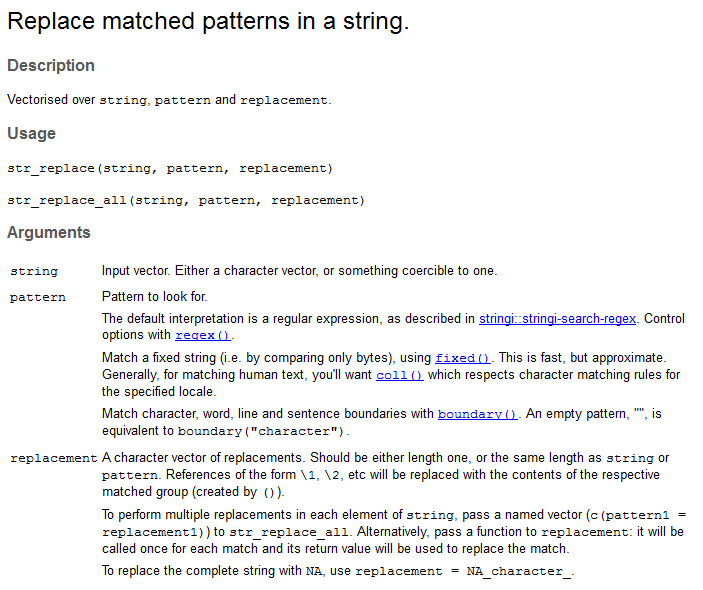 Replace matched patterns in a string.
Description
Vectorised over string, pattern and replacement.
Usage
str_replace(string, pattern, replacement)
str_replace_all(string, pattern, replacement)
Arguments
string Input vector. Either a character vector, or something coercible to one.
pattern Pattern to look for.
The default interpretation is a regular expression, as described in stringi::stringi-search-regex. Control
options with regex().
Match a fixed string (i.e. by comparing only bytes), using fixed(). This is fast, but approximate.
Generally, for matching human text, you'll want coll() which respects character matching rules for
the specified locale.
Match character, word, line and sentence boundaries with boundary(). An empty pattern, "", is
equivalent to boundary("character").
replacement A character vector of replacements. Should be either length one, or the same length as string or
pattern. References of the form \1, \2, etc will be replaced with the contents of the respective
matched group (created by ()).
To perform multiple replacements in each element of string, pass a named vector (c(pattern1 =
replacement1)) to str_replace_all. Alternatively, pass a function to replacement: it will be
called once for each match and its return value will be used to replace the match.
To replace the complete string with NA, use replacement = NA_character_.